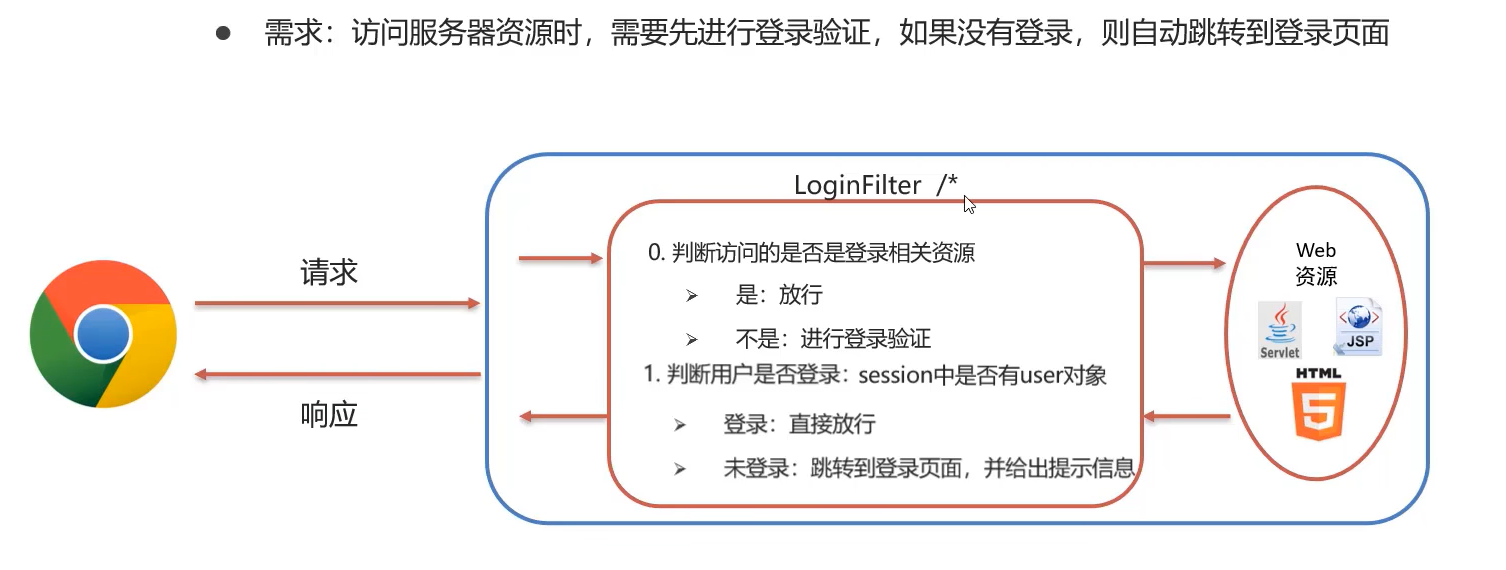 ● 需求：访问服务器资源时，需要先进行登录验证，如果没有登录，则自动跳转到登录页面
LoginFilter /*
请求
响应
0. 判断访问的是否是登录相关资源
➢ 是：放行
➢ 不是：进行登录验证
1. 判断用户是否登录：session中是否有user对象
➢ 登录：直接放行
➢ 未登录：跳转到登录页面，并给出提示信息
Web
资源
Servlet
JSP
HTML
5